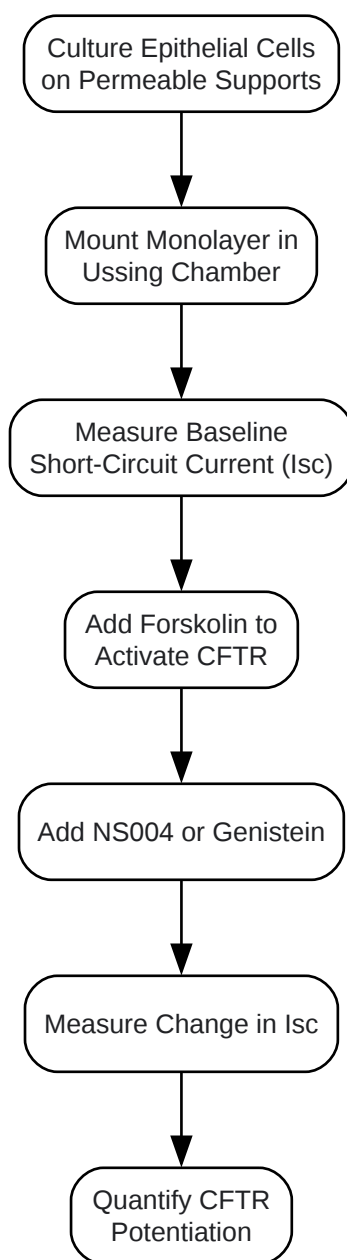 Culture Epithelial Cells
on Permeable Supports
Mount Monolayer in
Ussing Chamber
Measure Baseline
Short-Circuit Current (Isc)
Add Forskolin to
Activate CFTR
Add NS004 or Genistein
Measure Change in Isc
Quantify CFTR
Potentiation